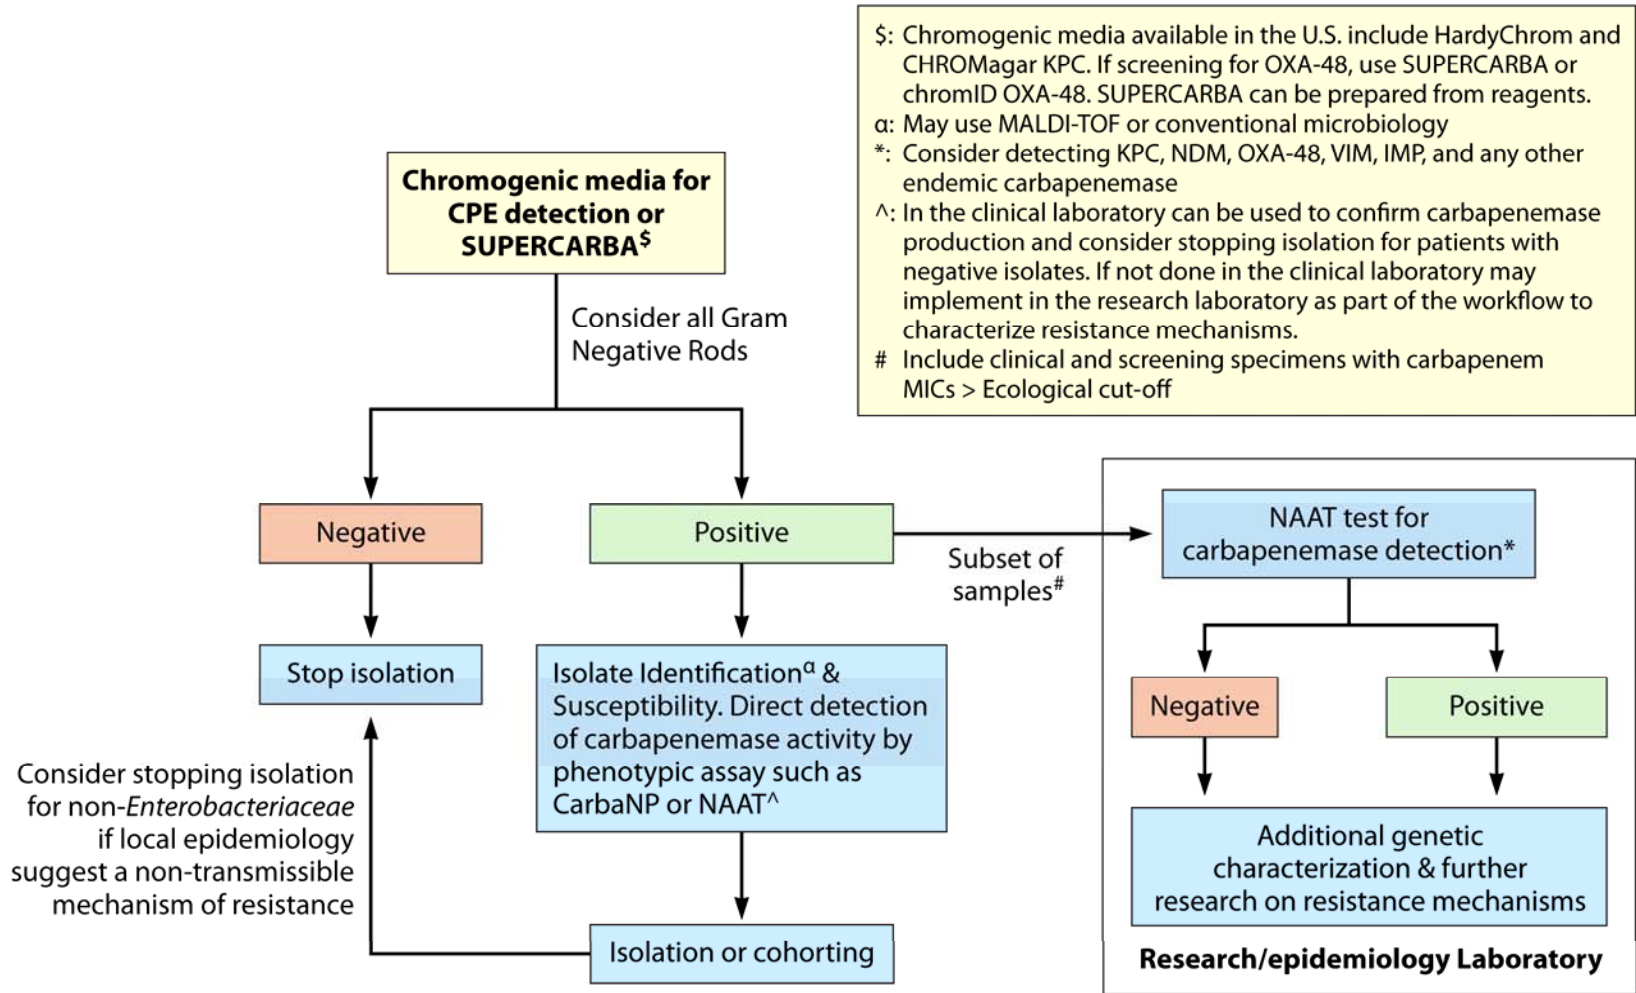 $: Chromogenic media available in the U.S. include HardyChrom and
CHROMagar KPC. If screening for OXA-48, use SUPERCARBA or
chromID OXA-48. SUPERCARBA can be prepared from reagents.
α: May use MALDI-TOF or conventional microbiology
*: Consider detecting KPC, NDM, OXA-48, VIM, IMP, and any other
endemic carbapenemase
^: In the clinical laboratory can be used to confirm carbapenemase
production and consider stopping isolation for patients with
negative isolates. If not done in the clinical laboratory may
implement in the research laboratory as part of the workflow to
characterize resistance mechanisms.
# Include clinical and screening specimens with carbapenem
MICs > Ecological cut-off
Chromogenic media for
CPE detection or
SUPERCARBA$
Consider all Gram
Negative Rods
Negative
Positive
Subset of
samples#
Stop isolation
Isolate Identificationα &
Susceptibility. Direct detection
of carbapenemase activity by
phenotypic assay such as
CarbaNP or NAAT^
Consider stopping isolation
for non-Enterobacteriaceae
if local epidemiology
suggest a non-transmissible
mechanism of resistance
Isolation or cohorting
NAAT test for
carbapenemase detection*
Negative
Positive
Additional genetic
characterization & further
research on resistance mechanisms
Research/epidemiology Laboratory